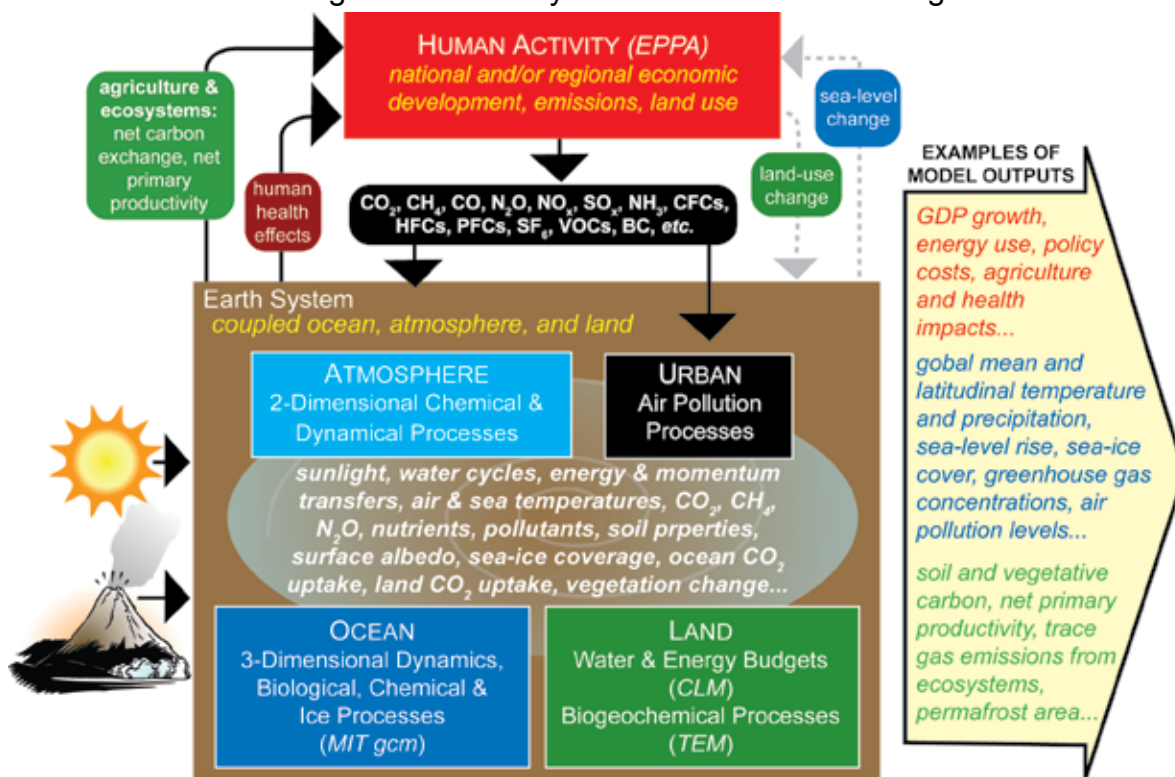 HUMAN ACTIVITY (EPPA)
national and/or regional economic
development, emissions, land use
agriculture &
ecosystems:
net carbon
exchange, net
primary
productivity
human
health
effects
sea-level
change
land-use
change
CO₂, CH₄, CO, N₂O, NOₓ, SOₓ, NH₃, CFCs,
HFCs, PFCs, SF₆, VOCs, BC, etc.
Earth System
coupled ocean, atmosphere, and land
ATMOSPHERE
2-Dimensional Chemical &
Dynamical Processes
URBAN
Air Pollution
Processes
sunlight, water cycles, energy & momentum
transfers, air & sea temperatures, CO₂, CH₄,
N₂O, nutrients, pollutants, soil prperties,
surface albedo, sea-ice coverage, ocean CO₂
uptake, land CO₂ uptake, vegetation change...
OCEAN
3-Dimensional Dynamics,
Biological, Chemical &
Ice Processes
(MIT gcm)
LAND
Water & Energy Budgets
(CLM)
Biogeochemical Processes
(TEM)
EXAMPLES OF
MODEL OUTPUTS
GDP growth,
energy use, policy
costs, agriculture
and health
impacts...
gobal mean and
latitudinal temperature
and precipitation,
sea-level rise, sea-ice
cover, greenhouse gas
concentrations, air
pollution levels...
soil and vegetative
carbon, net primary
productivity, trace
gas emissions from
ecosystems,
permafrost area...